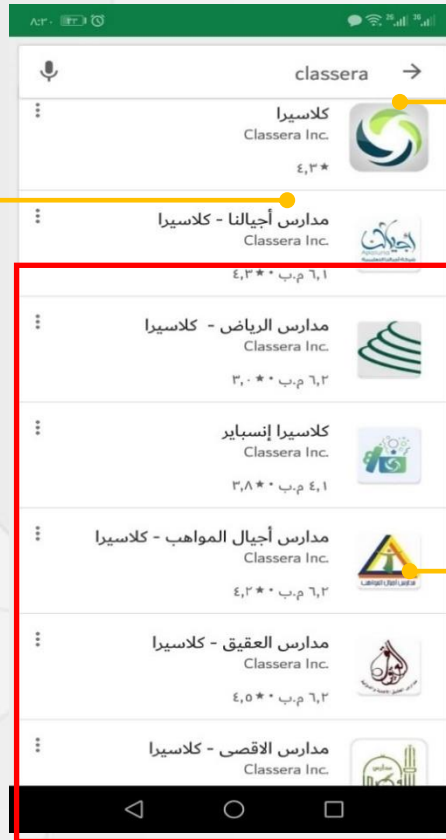 ٨:٣٠
classera
كلاسيرا
Classera Inc.
٤,٣★
مدارس أجيالنا - كلاسيرا
Classera Inc.
٦,١ م.ب • ★ ٤,٣
مدارس الرياض - كلاسيرا
Classera Inc.
٦,٢ م.ب • ★ ٣,٠
كلاسيرا إنسباير
Classera Inc.
٤,١ م.ب • ★ ٣,٨
مدارس أجيال المواهب - كلاسيرا
Classera Inc.
٦,٢ م.ب • ★ ٤,٢
مدارس العقيق - كلاسيرا
Classera Inc.
٦,٢ م.ب • ★ ٤,٥
مدارس الاقصى - كلاسيرا
Classera Inc.